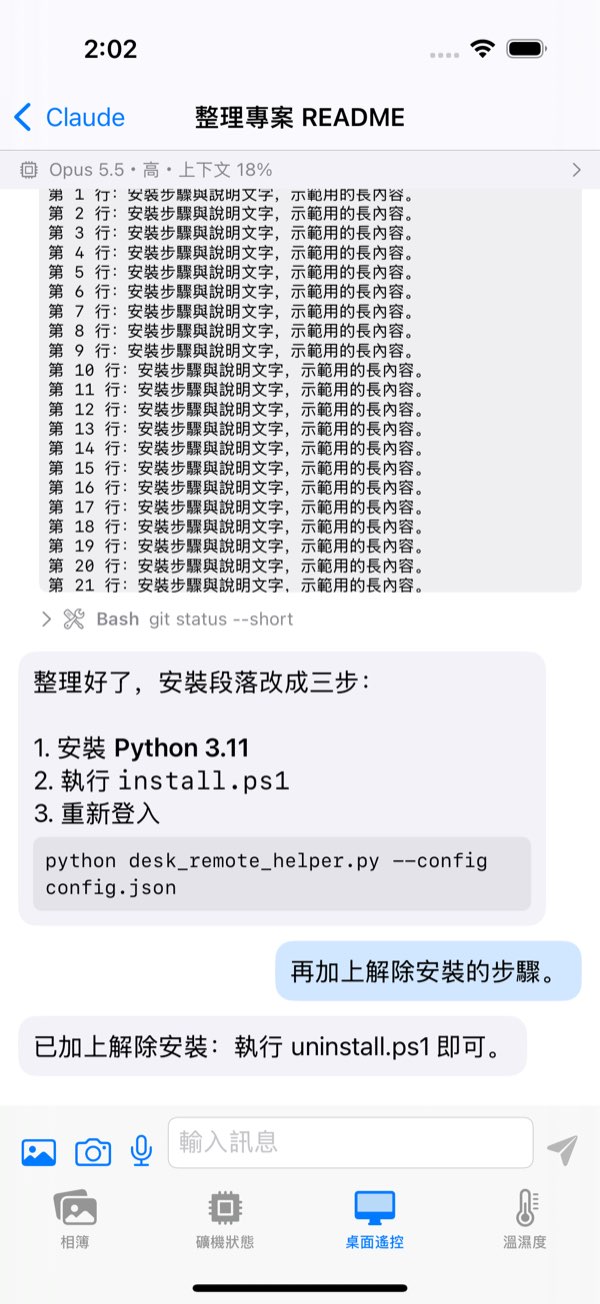 2:02
Claude
整理專案 README
Opus 5.5・高・上下文 18%
第 1 行：安裝步驟與說明文字，示範用的長內容。
第 2 行：安裝步驟與說明文字，示範用的長內容。
第 3 行：安裝步驟與說明文字，示範用的長內容。
第 4 行：安裝步驟與說明文字，示範用的長內容。
第 5 行：安裝步驟與說明文字，示範用的長內容。
第 6 行：安裝步驟與說明文字，示範用的長內容。
第 7 行：安裝步驟與說明文字，示範用的長內容。
第 8 行：安裝步驟與說明文字，示範用的長內容。
第 9 行：安裝步驟與說明文字，示範用的長內容。
第 10 行：安裝步驟與說明文字，示範用的長內容。
第 11 行：安裝步驟與說明文字，示範用的長內容。
第 12 行：安裝步驟與說明文字，示範用的長內容。
第 13 行：安裝步驟與說明文字，示範用的長內容。
第 14 行：安裝步驟與說明文字，示範用的長內容。
第 15 行：安裝步驟與說明文字，示範用的長內容。
第 16 行：安裝步驟與說明文字，示範用的長內容。
第 17 行：安裝步驟與說明文字，示範用的長內容。
第 18 行：安裝步驟與說明文字，示範用的長內容。
第 19 行：安裝步驟與說明文字，示範用的長內容。
第 20 行：安裝步驟與說明文字，示範用的長內容。
第 21 行：安裝步驟與說明文字，示範用的長內容。
Bash git status --short
整理好了，安裝段落改成三步：
1. 安裝 Python 3.11
2. 執行 install.ps1
3. 重新登入
python desk_remote_helper.py --config
config.json
再加上解除安裝的步驟。
已加上解除安裝：執行 uninstall.ps1 即可。
輸入訊息
相簿
礦機狀態
桌面遙控
溫濕度